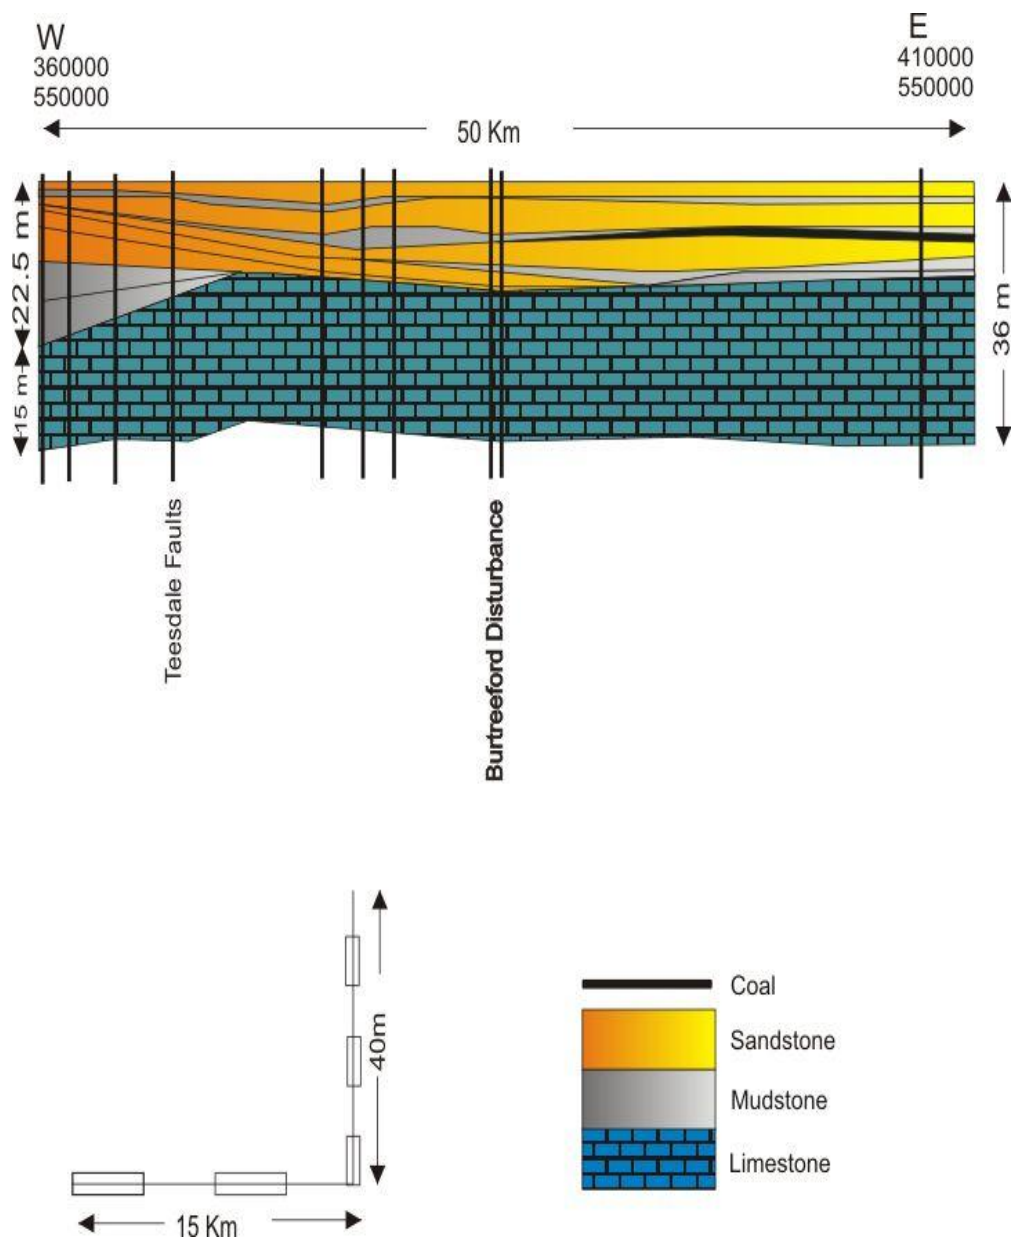 W
360000
550000
E
410000
550000
50 Km
22.5 m
15 m
36 m
Teesdale Faults
Burtreeford Disturbance
40m
15 Km
Coal
Sandstone
Mudstone
Limestone